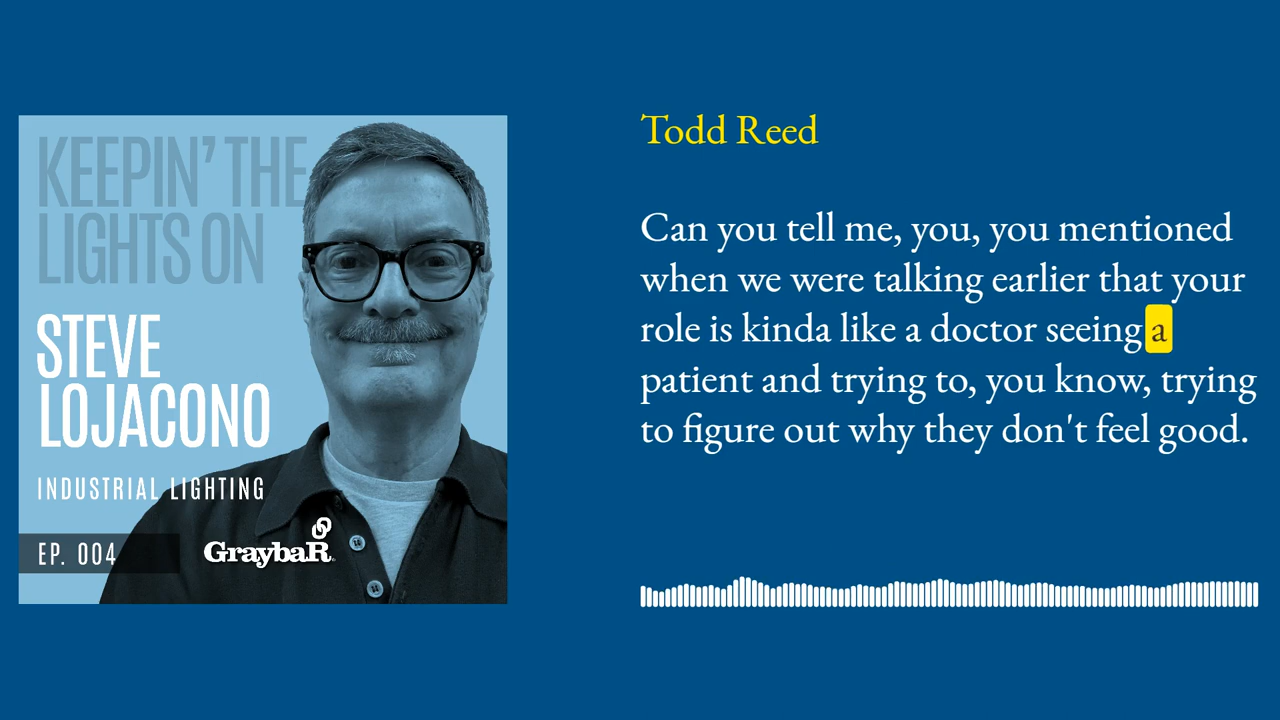 KEEPIN' THE
LIGHTS ON
STEVE
LOJACONO
INDUSTRIAL LIGHTING
EP. 004
GraybaR
Todd Reed
Can you tell me, you, you mentioned
when we were talking earlier that your
role is kinda like a doctor seeing a
patient and trying to, you know, trying
to figure out why they don't feel good.